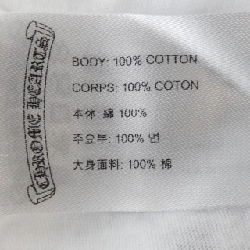 CHROME HEARTS
BODY: 100% COTTON
CORPS: 100% COTON
本体 綿 100%
주요부: 100% 면
大身面料: 100% 棉